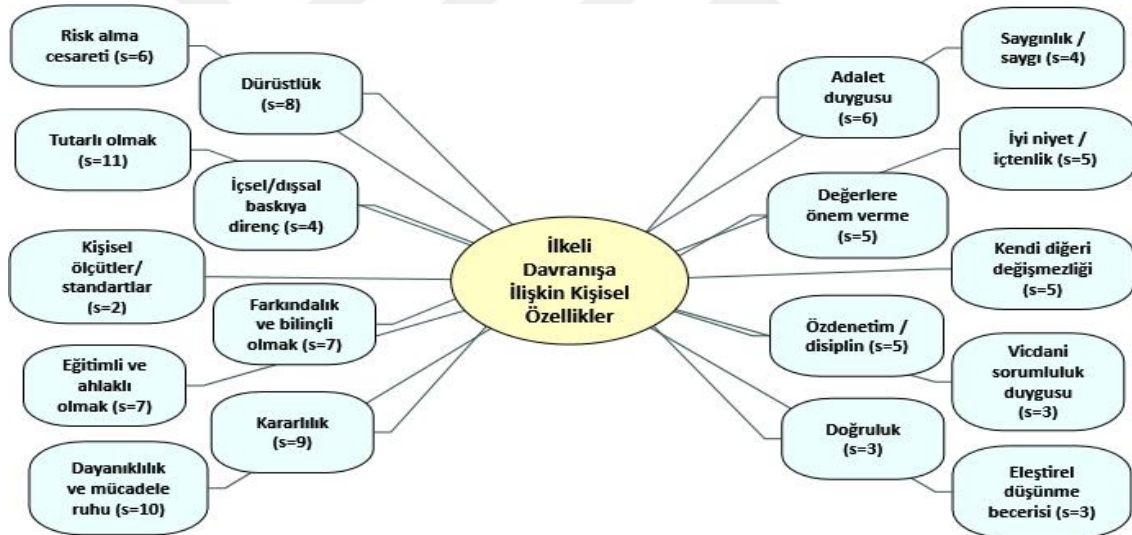 Risk alma
cesareti (s=6)
Dürüstlük
(s=8)
Tutarlı olmak
(s=11)
İçsel/dışsal
baskıya
direnç (s=4)
Kişisel
ölçütler/
standartlar
(s=2)
Farkındalık
ve bilinçli
olmak (s=7)
Eğitimli ve
ahlaklı
olmak (s=7)
Kararlılık
(s=9)
Dayanıklılık
ve mücadele
ruhu (s=10)
İlkeli
Davranışa
İlişkin Kişisel
Özellikler
Adalet
duygusu
(s=6)
Saygınlık /
saygı (s=4)
İyi niyet /
içtenlik (s=5)
Değerlere
önem verme
(s=5)
Kendi diğeri
değişmezliği
(s=5)
Özdenetim /
disiplin (s=5)
Vicdani
sorumluluk
duygusu
(s=3)
Doğruluk
(s=3)
Eleştirel
düşünme
becerisi (s=3)